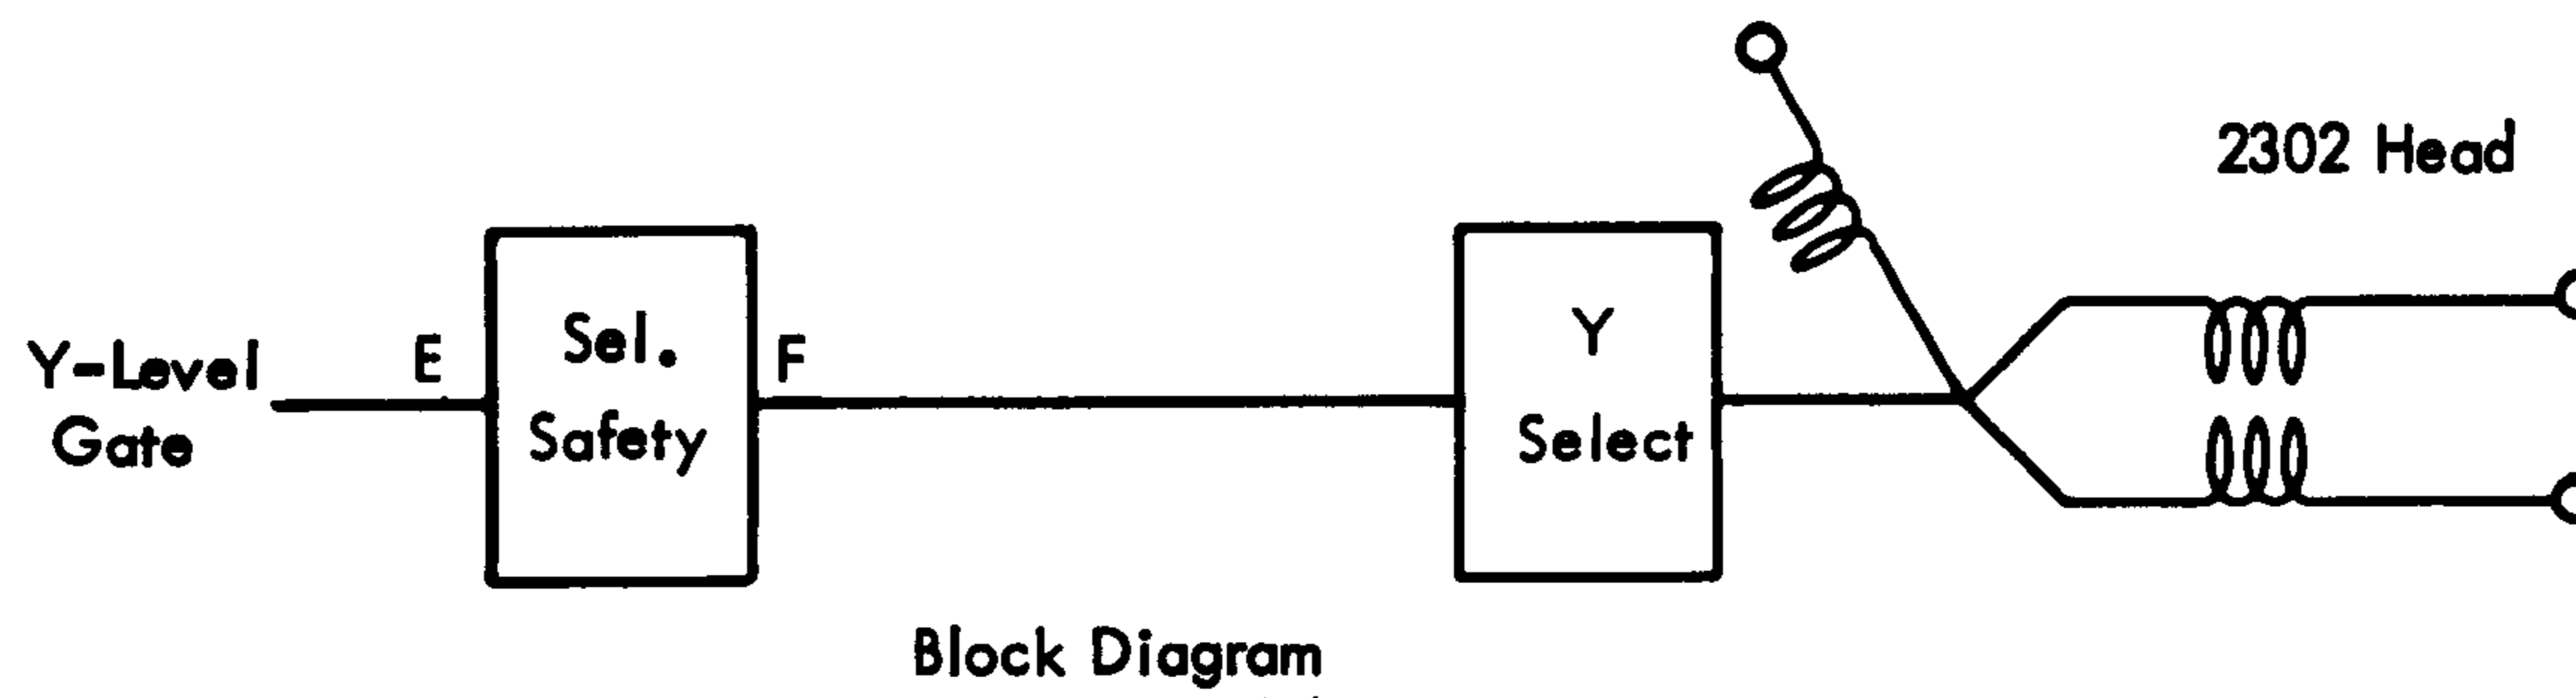 2302 Head
Y-Level
Gate
E
Sel.
Safety
F
Y
Select
Block Diagram